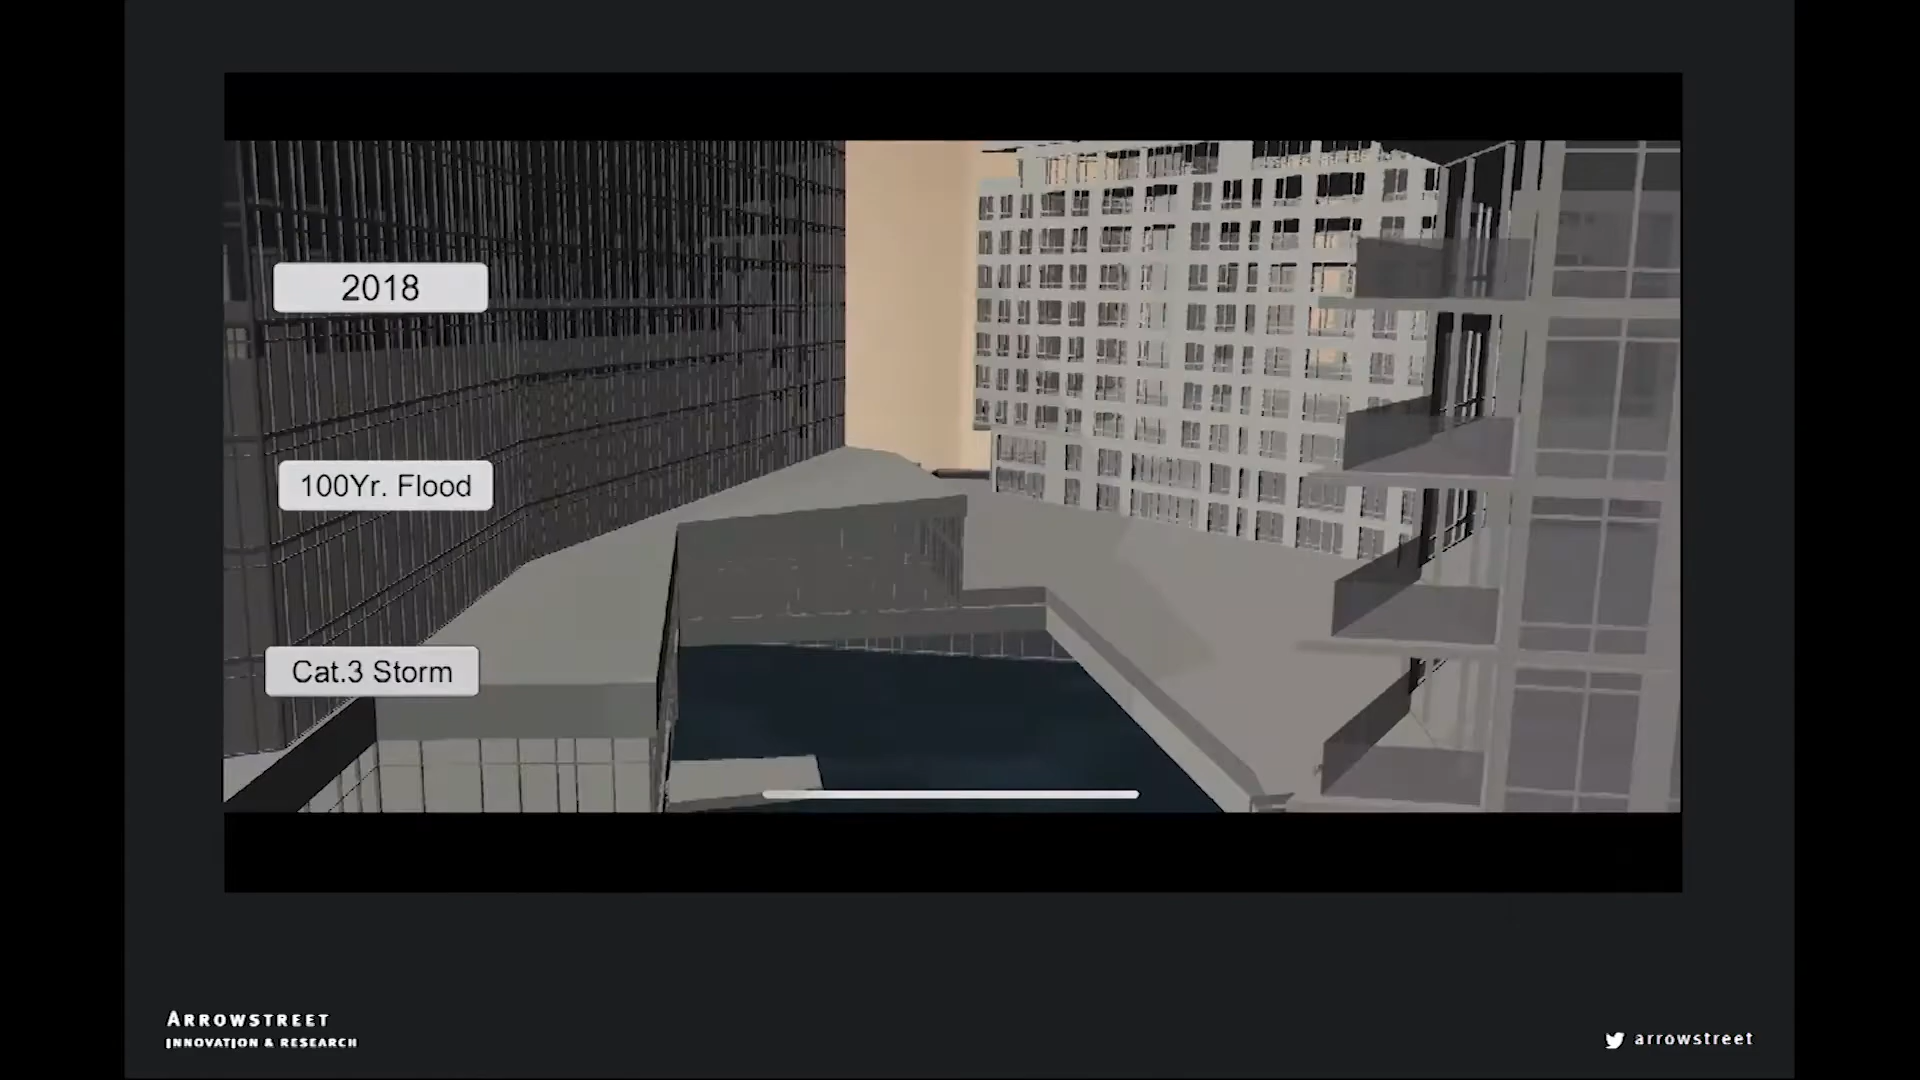 2018
100Yr. Flood
Cat.3 Storm
ARROWSTREET
INNOVATION & RESEARCH
arrowstreet